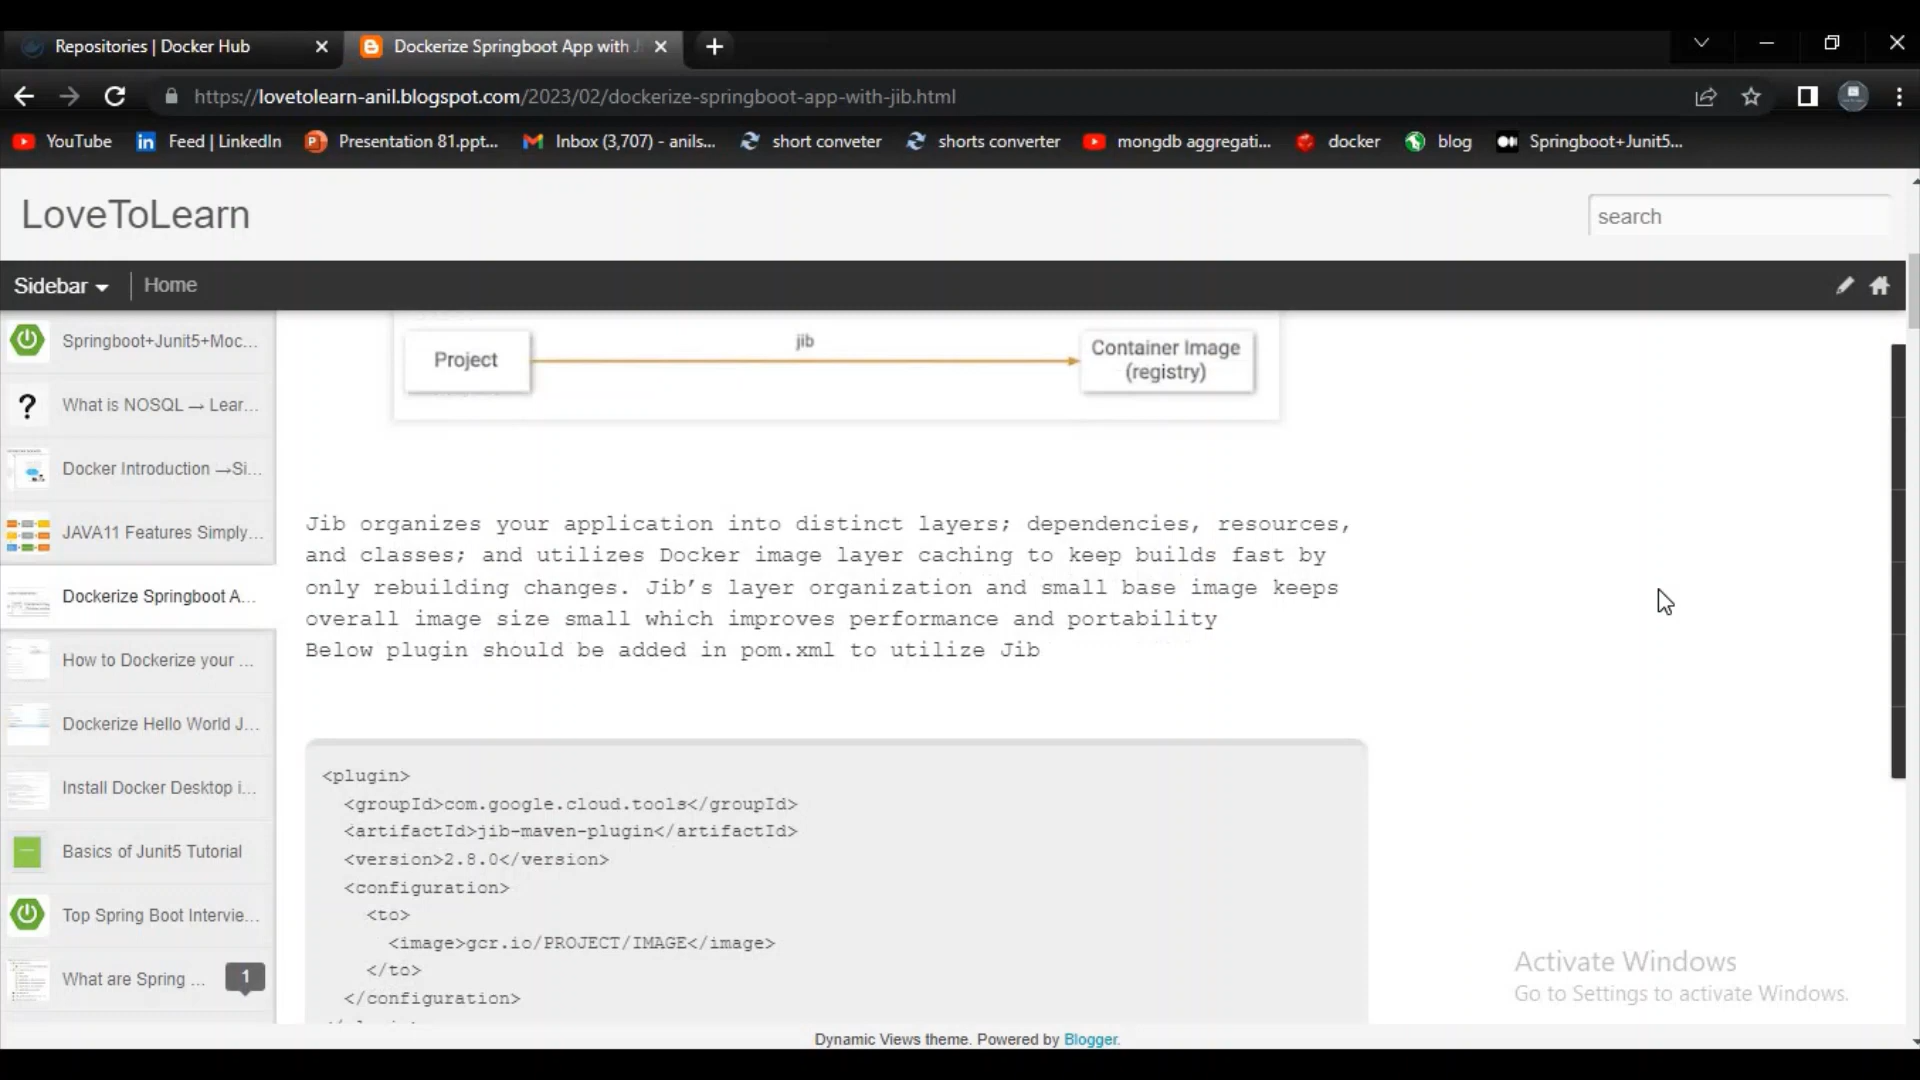 Repositories | Docker Hub
Dockerize Springboot App with J
https://lovetolearn-anil.blogspot.com/2023/02/dockerize-springboot-app-with-jib.html
YouTube Feed | LinkedIn Presentation 81.ppt... Inbox (3,707) - anils... short conveter shorts converter mongdb aggregati... docker blog Springboot+Junit5...
LoveToLearn
search
Sidebar Home
Springboot+Junit5+Moc...
What is NOSQL → Lear...
Docker Introduction →Si...
JAVA11 Features Simply...
Dockerize Springboot A...
How to Dockerize your ...
Dockerize Hello World J...
Install Docker Desktop i...
Basics of Junit5 Tutorial
Top Spring Boot Intervie...
What are Spring ... 1
Project
jib
Container Image
(registry)
Jib organizes your application into distinct layers; dependencies, resources,
and classes; and utilizes Docker image layer caching to keep builds fast by
only rebuilding changes. Jib’s layer organization and small base image keeps
overall image size small which improves performance and portability
Below plugin should be added in pom.xml to utilize Jib
<plugin>
<groupId>com.google.cloud.tools</groupId>
<artifactId>jib-maven-plugin</artifactId>
<version>2.8.0</version>
<configuration>
<to>
<image>gcr.io/PROJECT/IMAGE</image>
</to>
</configuration>
Activate Windows
Go to Settings to activate Windows.
Dynamic Views theme. Powered by Blogger.